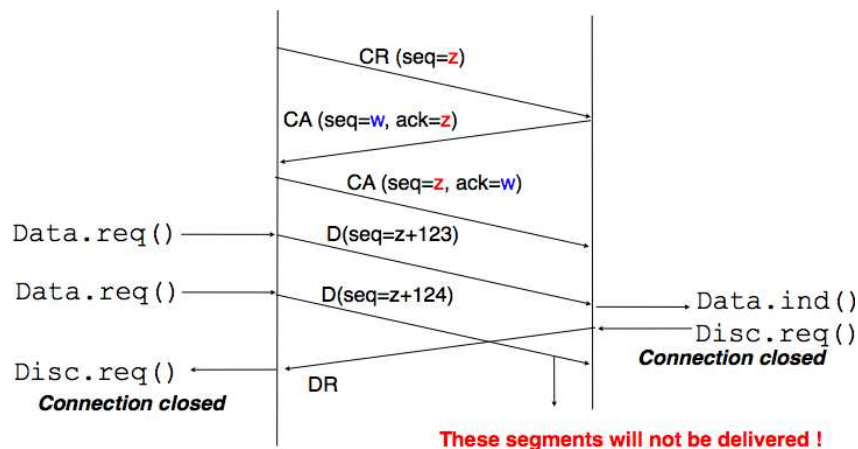 CR (seq=z)
CA (seq=w, ack=z)
CA (seq=z, ack=w)
Data.req()
D(seq=z+123)
Data.req()
D(seq=z+124)
Data.ind()
Disc.req()
Connection closed
Disc.req()
DR
Connection closed
These segments will not be delivered !